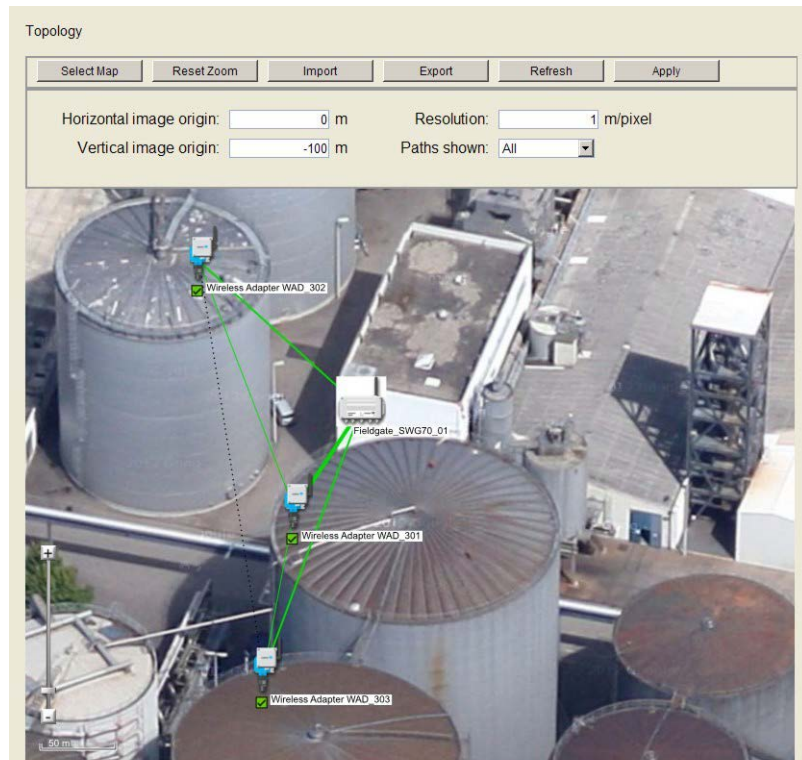 Topology
Select Map Reset Zoom Import Export Refresh Apply
Horizontal image origin: 0 m Resolution: 1 m/pixel
Vertical image origin: -100 m Paths shown: All
Wireless Adapter WAD_302
Fieldgate_SWG70_01
Wireless Adapter WAD_301
+
Wireless Adapter WAD_303
-
50 m